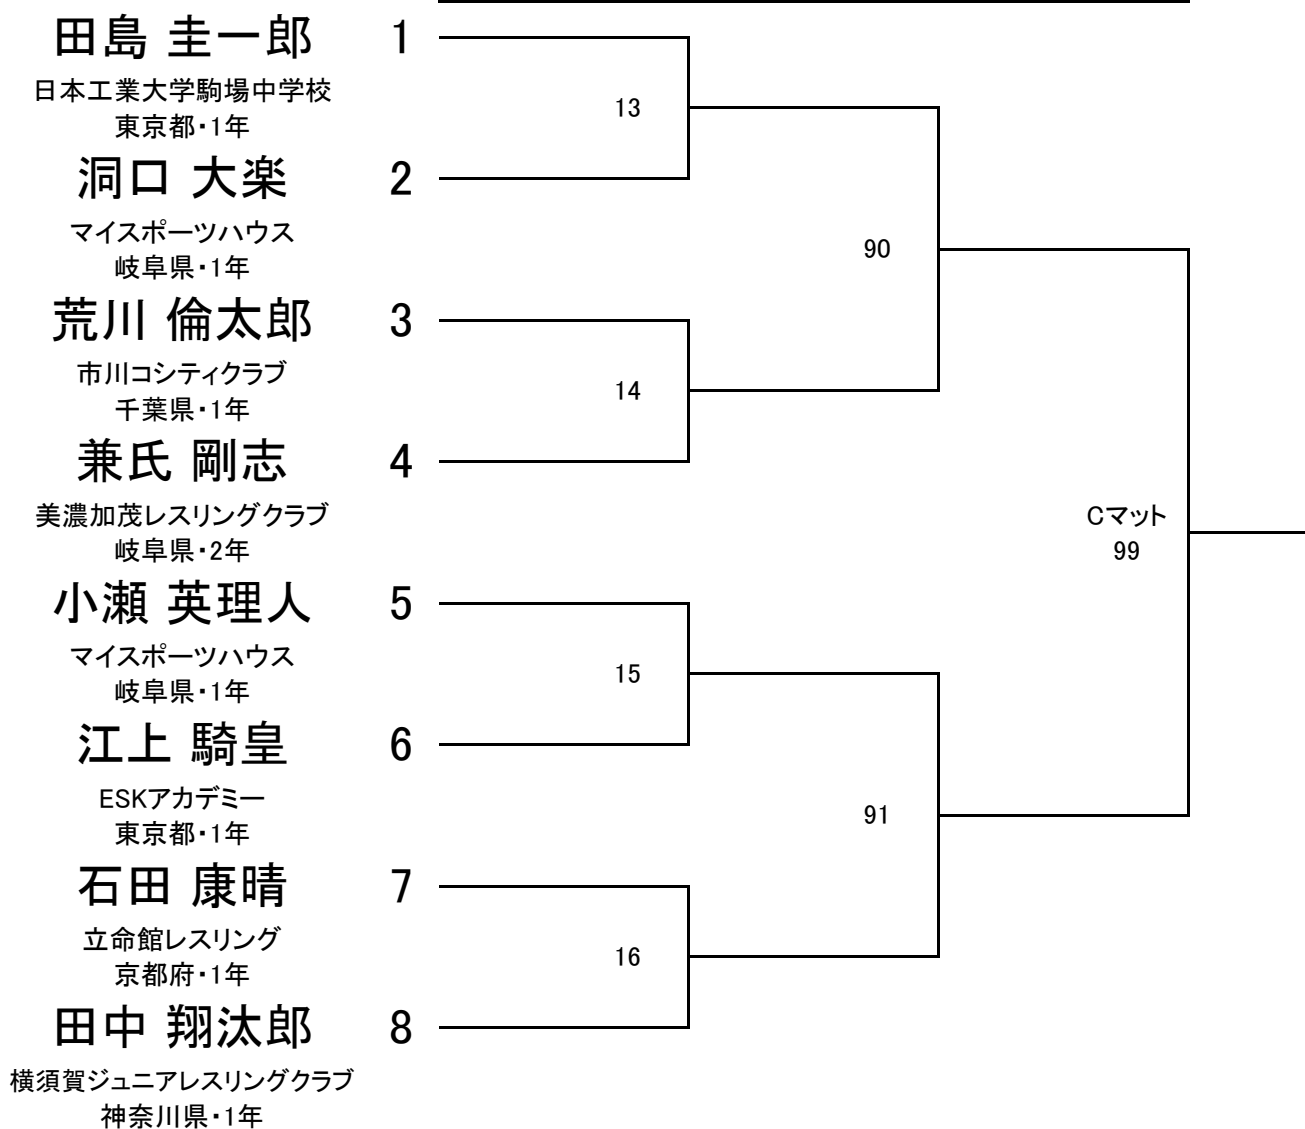 田島 圭一郎 1
日本工業大学駒場中学校
13
東京都・1年
洞口 大楽 2
マイスポーツハウス
90
岐阜県・1年
荒川 倫太郎 3
市川コシティクラブ
14
千葉県・1年
兼氏 剛志 4
美濃加茂レスリングクラブ
Cマット
岐阜県・2年
99
小瀬 英理人 5
マイスポーツハウス
15
岐阜県・1年
江上 騎皇 6
ESKアカデミー
91
東京都・1年
石田 康晴 7
立命館レスリング
16
京都府・1年
田中 翔汰郎 8
横須賀ジュニアレスリングクラブ
神奈川県・1年